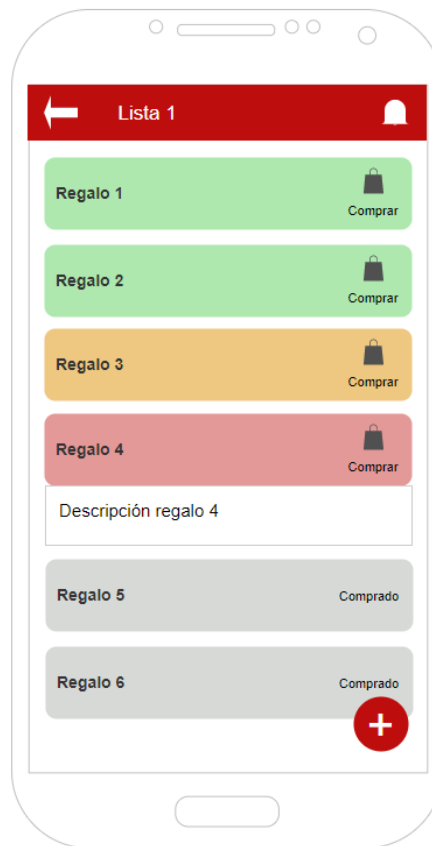 Lista 1
Regalo 1
Comprar
Regalo 2
Comprar
Regalo 3
Comprar
Regalo 4
Comprar
Descripción regalo 4
Regalo 5
Comprado
Regalo 6
Comprado
+